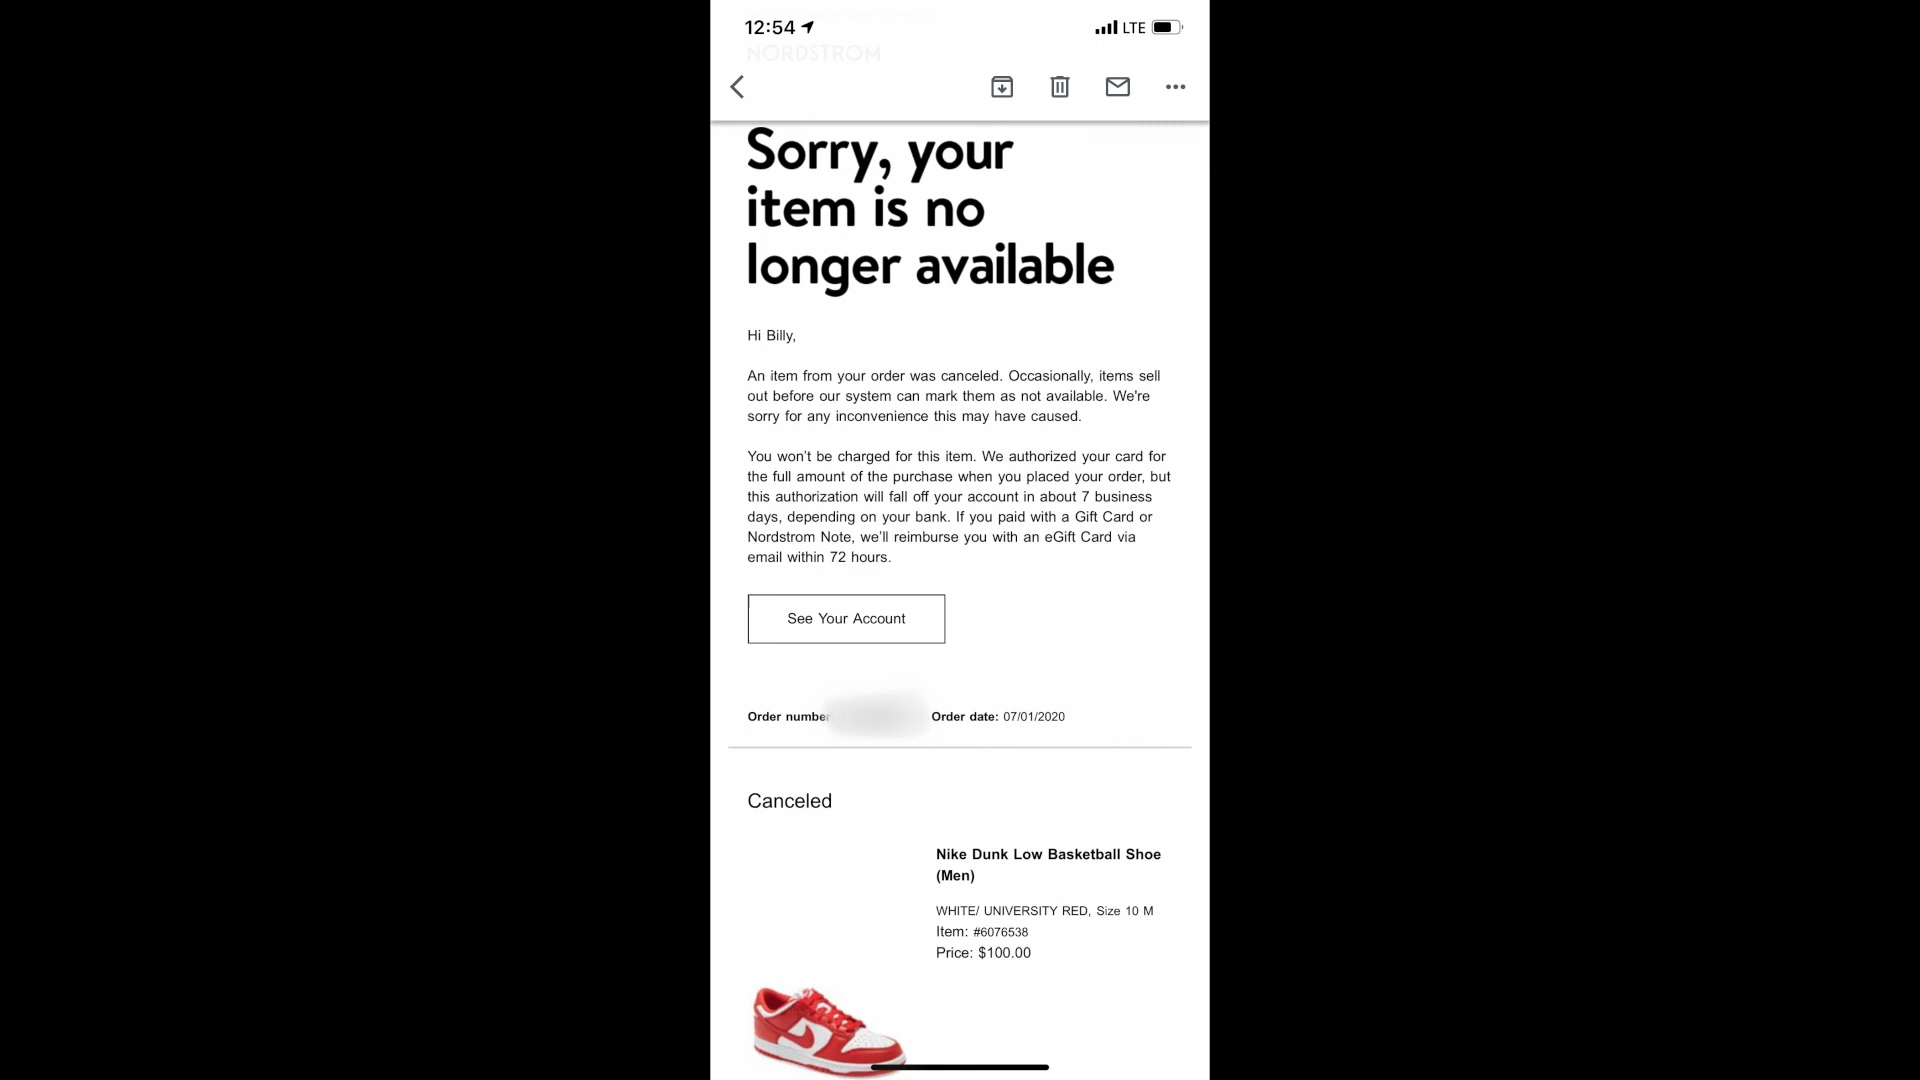 12:54
LTE
NORDSTROM
Sorry, your
item is no
longer available
Hi Billy,
An item from your order was canceled. Occasionally, items sell
out before our system can mark them as not available. We're
sorry for any inconvenience this may have caused.
You won’t be charged for this item. We authorized your card for
the full amount of the purchase when you placed your order, but
this authorization will fall off your account in about 7 business
days, depending on your bank. If you paid with a Gift Card or
Nordstrom Note, we’ll reimburse you with an eGift Card via
email within 72 hours.
See Your Account
Order number: Order date: 07/01/2020
Canceled
Nike Dunk Low Basketball Shoe
(Men)
WHITE/ UNIVERSITY RED, Size 10 M
Item: #6076538
Price: $100.00